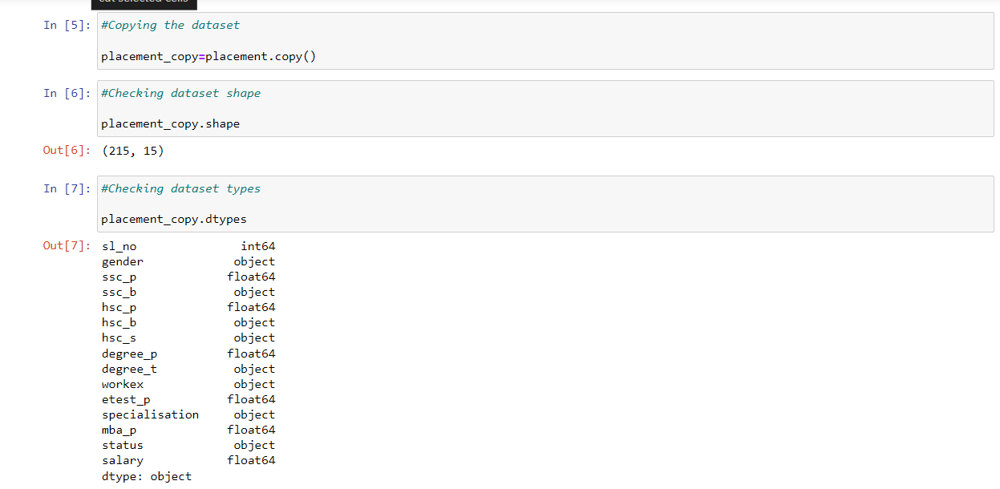 cut selected cells
In [5]: #Copying the dataset
placement_copy=placement.copy()
In [6]: #Checking dataset shape
placement_copy.shape
Out[6]: (215, 15)
In [7]: #Checking dataset types
placement_copy.dtypes
Out[7]: sl_no int64
gender object
ssc_p float64
ssc_b object
hsc_p float64
hsc_b object
hsc_s object
degree_p float64
degree_t object
workex object
etest_p float64
specialisation object
mba_p float64
status object
salary float64
dtype: object